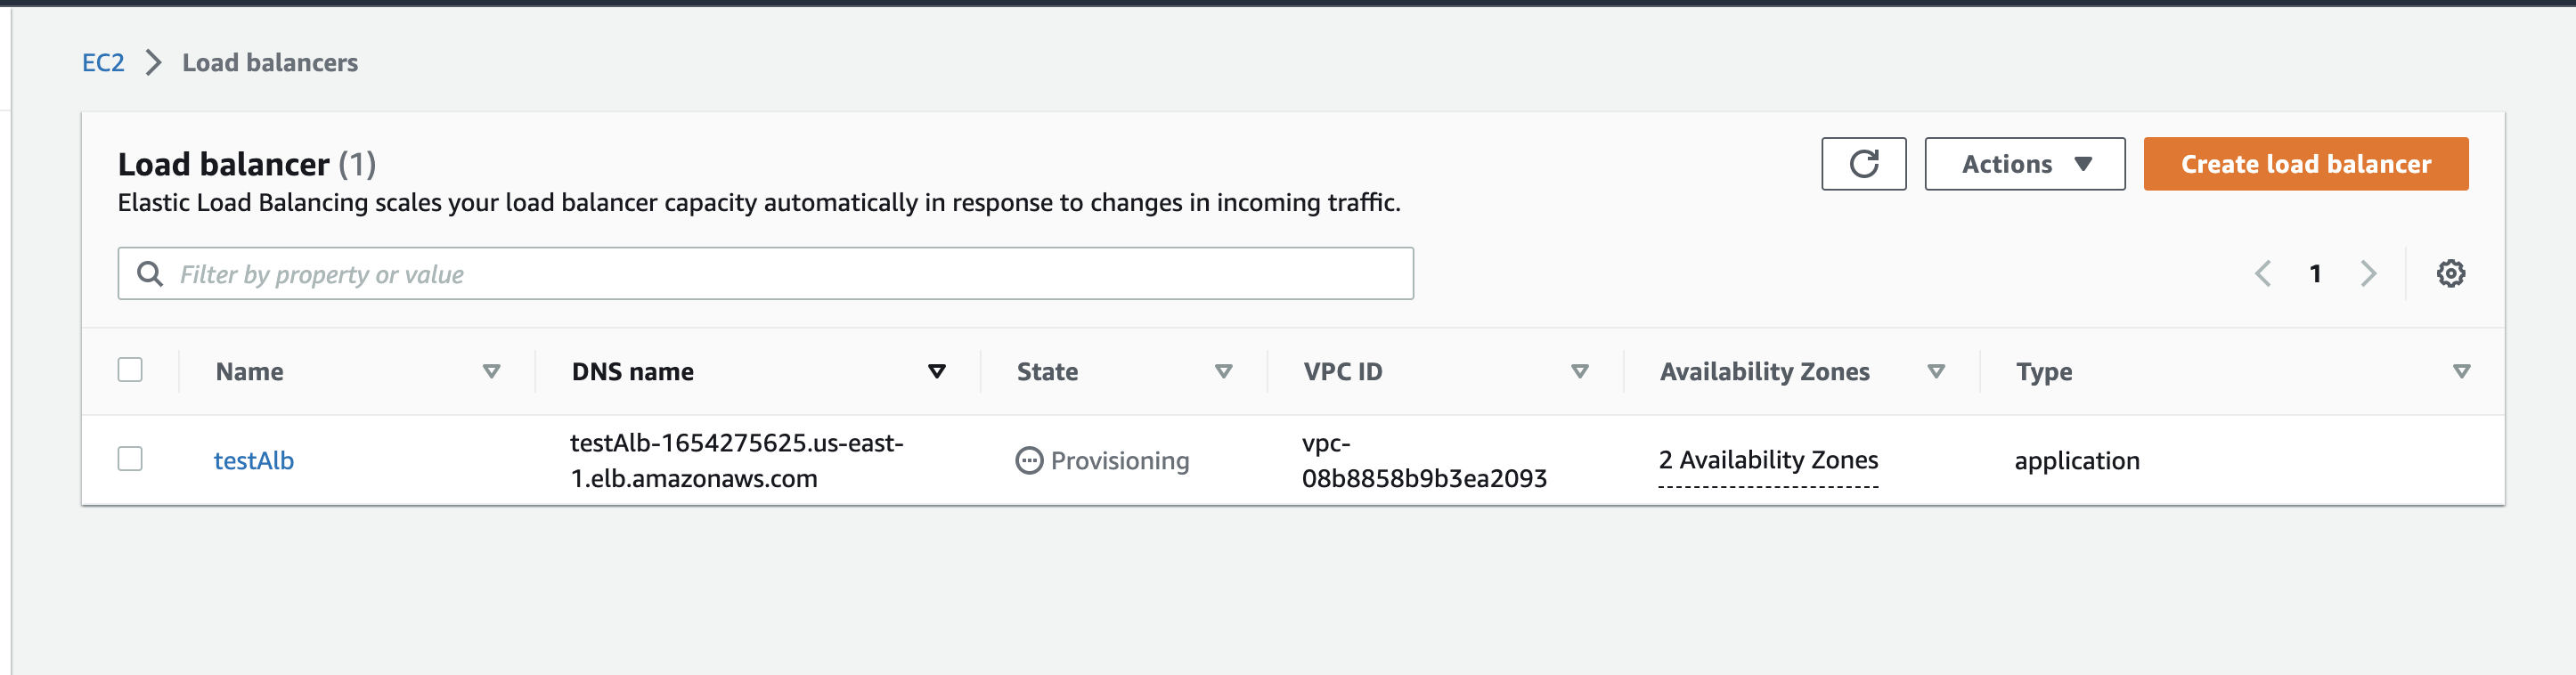 EC2 Load balancers
Load balancer (1)
Elastic Load Balancing scales your load balancer capacity automatically in response to changes in incoming traffic.
Actions
Create load balancer
Filter by property or value
1
Name DNS name State VPC ID Availability Zones Type
testAlb
testAlb-1654275625.us-east-
1.elb.amazonaws.com
Provisioning
vpc-
08b8858b9b3ea2093
2 Availability Zones
application